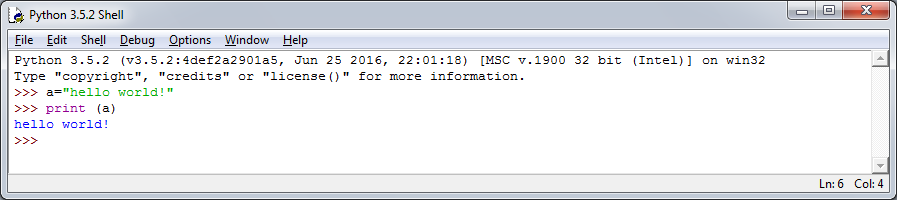 Python 3.5.2 Shell
File Edit Shell Debug Options Window Help
Python 3.5.2 (v3.5.2:4def2a2901a5, Jun 25 2016, 22:01:18) [MSC v.1900 32 bit (Intel)] on win32
Type "copyright", "credits" or "license()" for more information.
>>> a="hello world!"
>>> print (a)
hello world!
>>>
Ln: 6 Col: 4